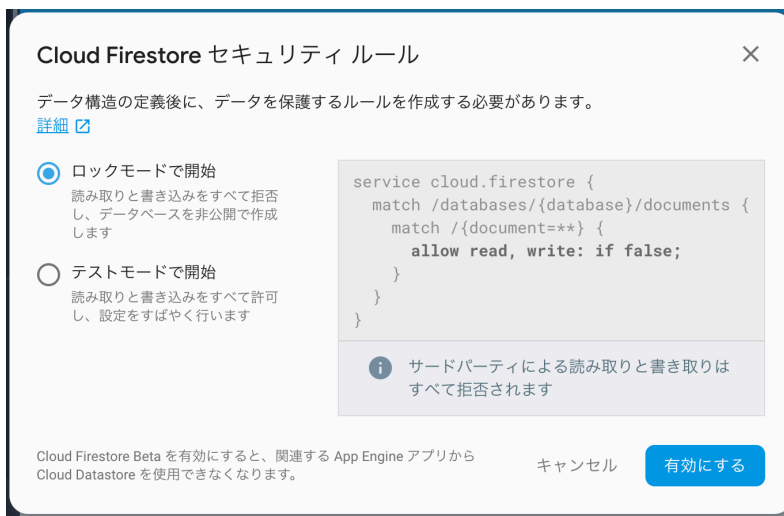 Cloud Firestore セキュリティ ルール
データ構造の定義後に、データを保護するルールを作成する必要があります。
詳細
ロックモードで開始
読み取りと書き込みをすべて拒否
し、データベースを非公開で作成
します
テストモードで開始
読み取りと書き込みをすべて許可
し、設定をすばやく行います
service cloud.firestore {
  match /databases/{database}/documents {
    match /{document=**} {
      allow read, write: if false;
    }
  }
}
サードパーティによる読み取りと書き取りは
すべて拒否されます
Cloud Firestore Beta を有効にすると、関連する App Engine アプリから
Cloud Datastore を使用できなくなります。
キャンセル
有効にする